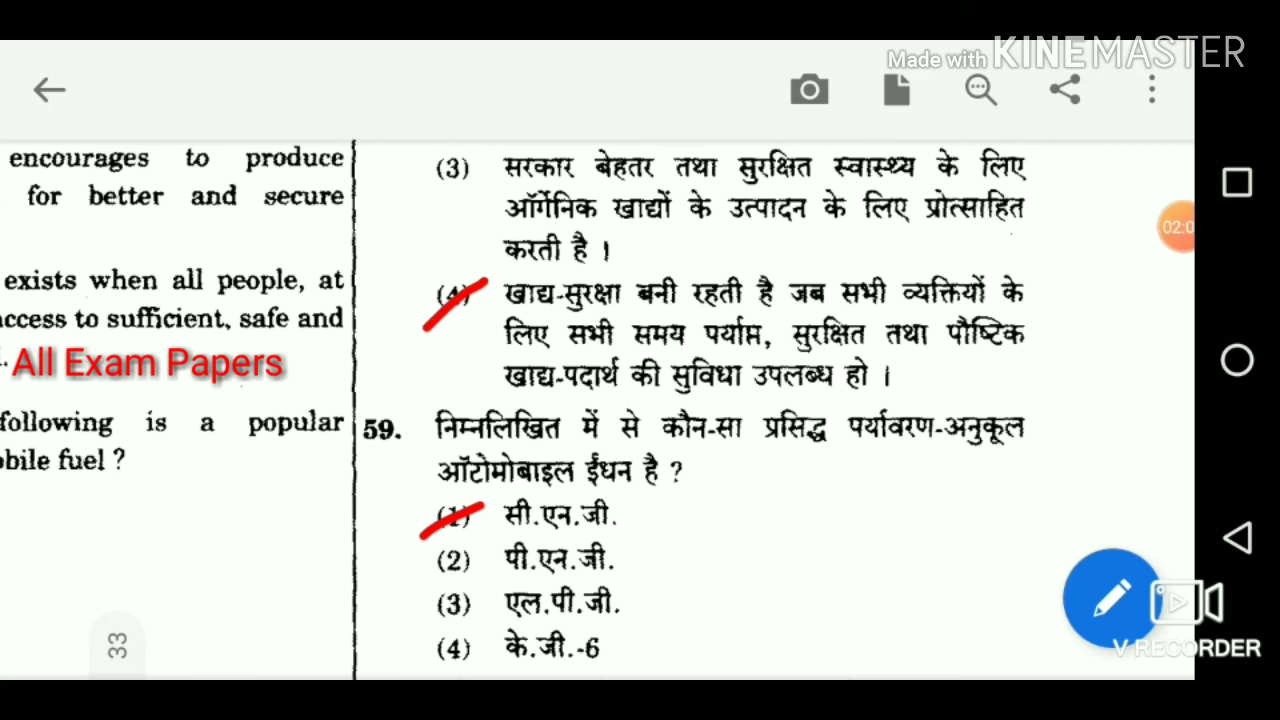 Made with KINEMASTER
encourages to produce
for better and secure
exists when all people, at
access to sufficient, safe and
All Exam Papers
following is a popular
fuel ?
(3) सरकार बेहतर तथा सुरक्षित स्वास्थ्य के लिए
ऑर्गेनिक खाद्यों के उत्पादन के लिए प्रोत्साहित
करती है ।
(4) खाद्य-सुरक्षा बनी रहती है जब सभी व्यक्तियों के
लिए सभी समय पर्याप्त, सुरक्षित तथा पौष्टिक
खाद्य-पदार्थ की सुविधा उपलब्ध हो ।
59. निम्नलिखित में से कौन-सा प्रसिद्ध पर्यावरण-अनुकूल
ऑटोमोबाइल ईंधन है ?
(1) सी.एन.जी.
(2) पी.एन.जी.
(3) एल.पी.जी.
(4) के.जी.-6
33
02:0
V RECORDER